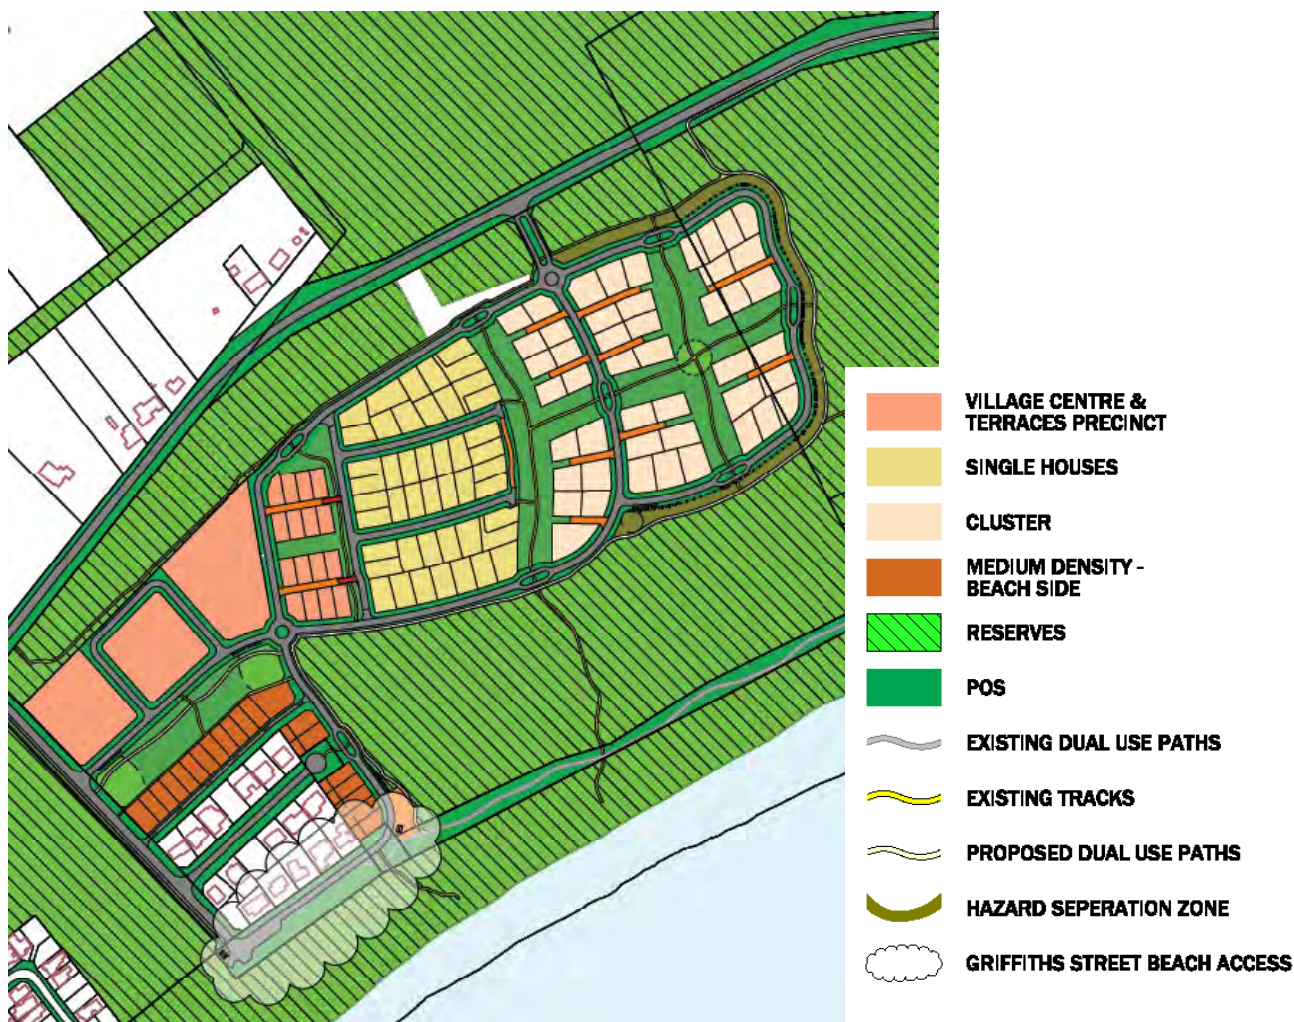 VILLAGE CENTRE &
TERRACES PRECINCT
SINGLE HOUSES
CLUSTER
MEDIUM DENSITY -
BEACH SIDE
RESERVES
POS
EXISTING DUAL USE PATHS
EXISTING TRACKS
PROPOSED DUAL USE PATHS
HAZARD SEPERATION ZONE
GRIFFITHS STREET BEACH ACCESS